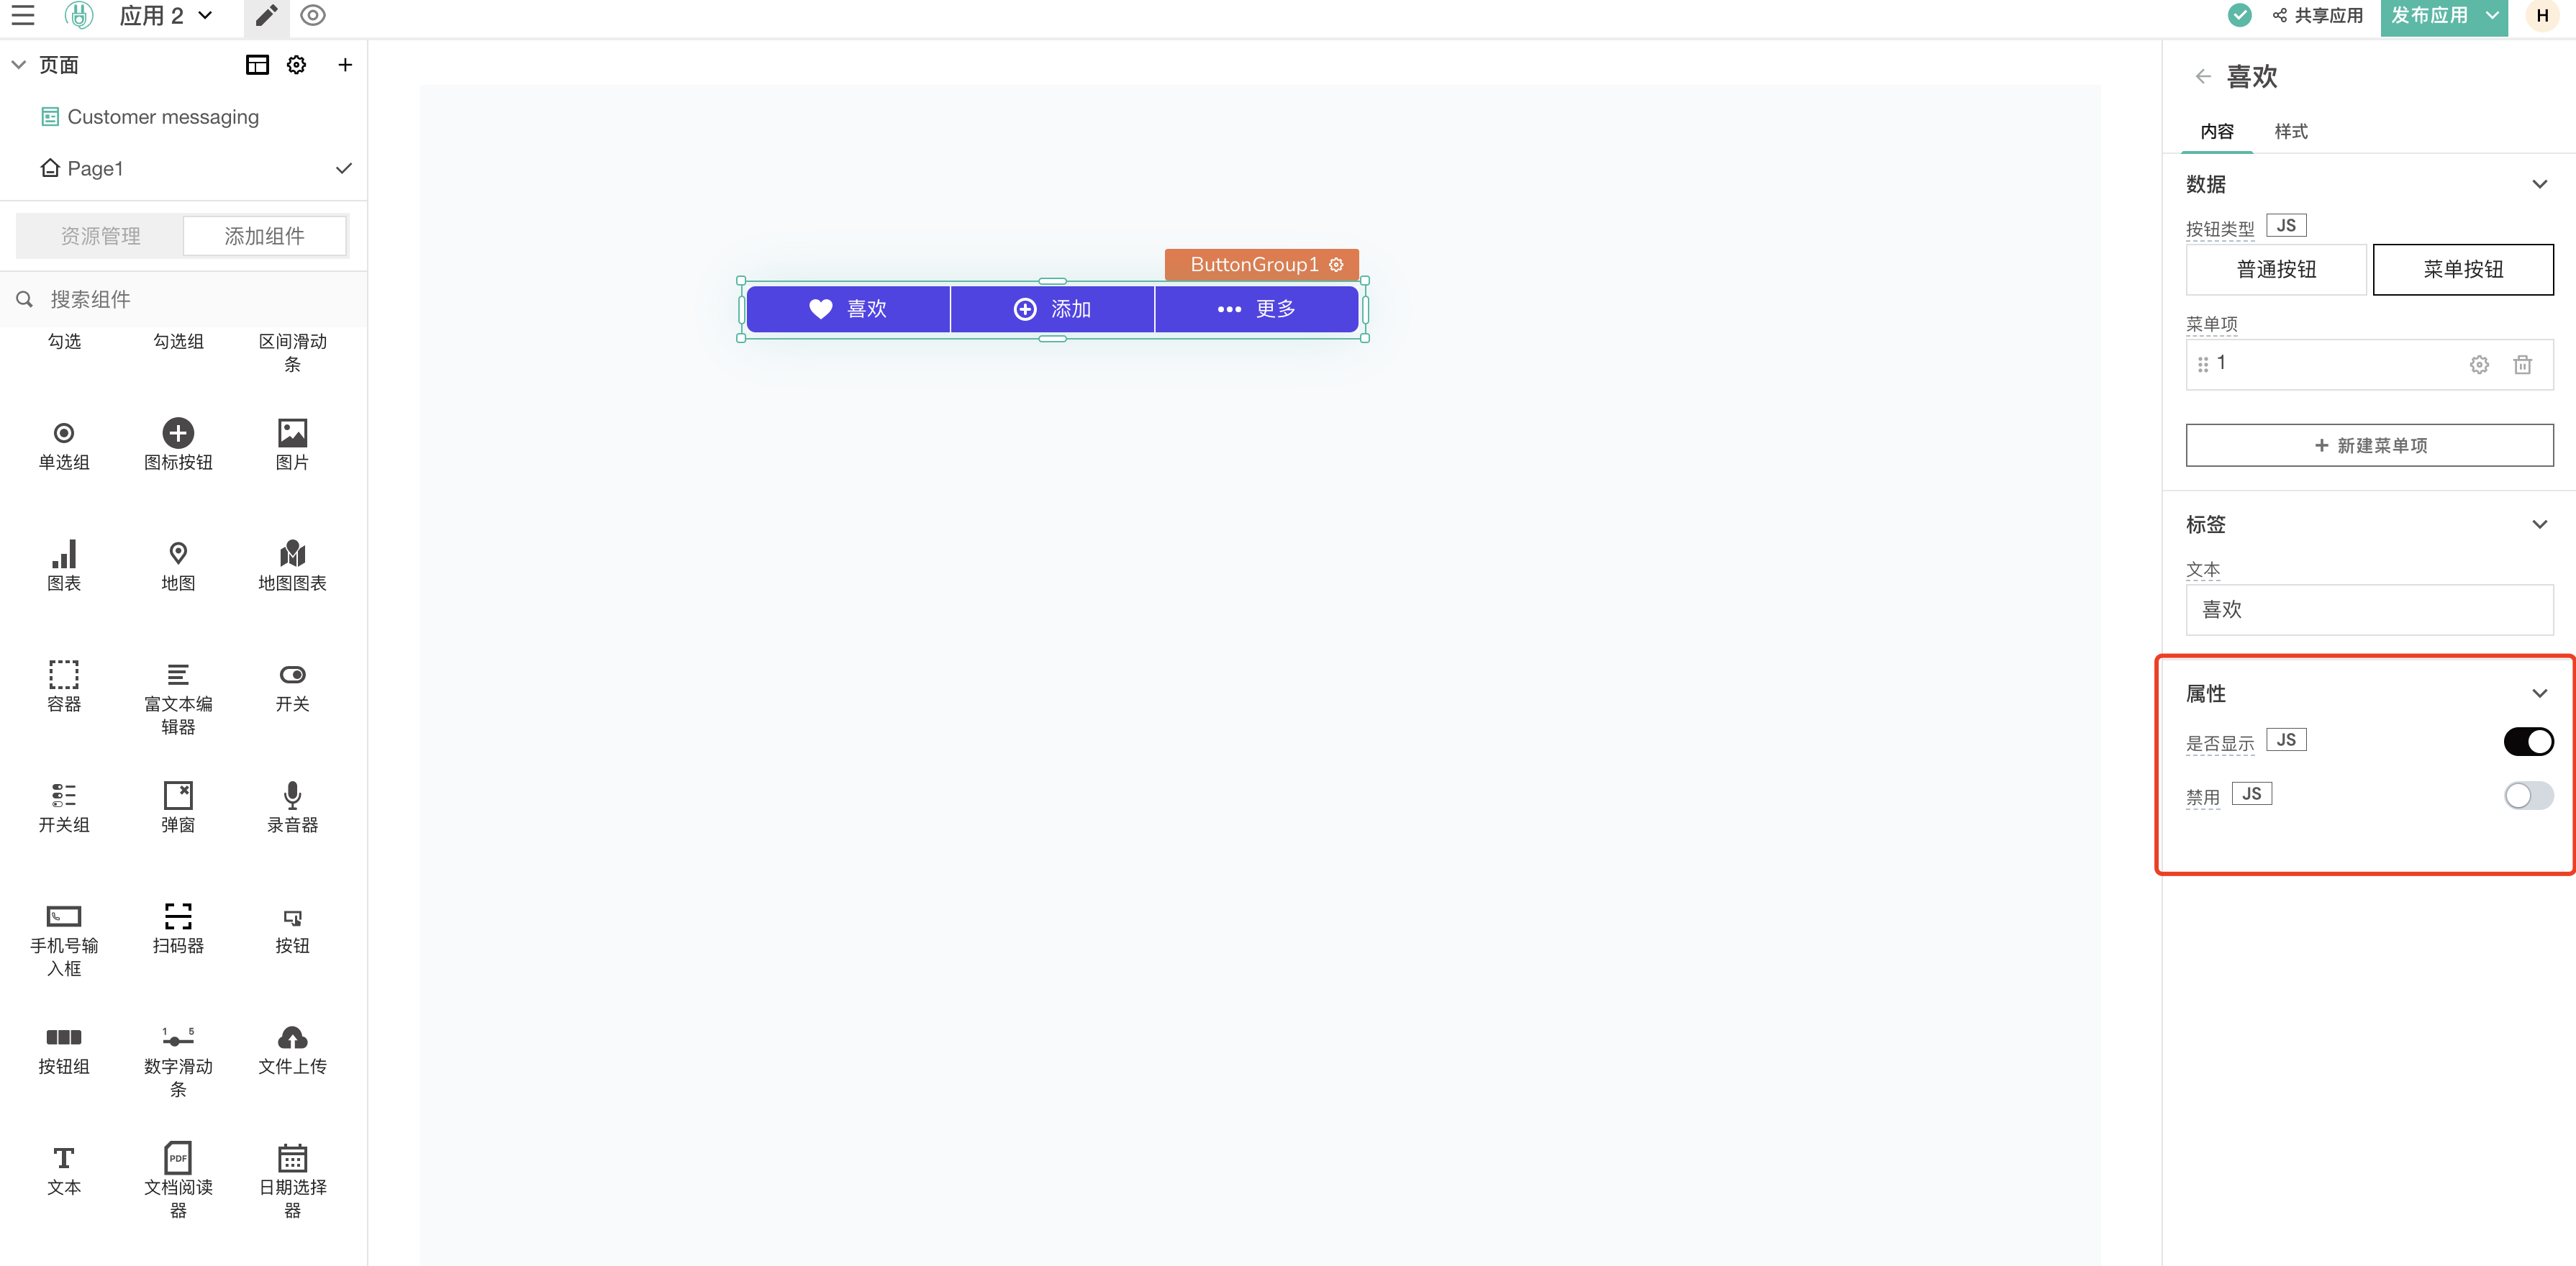 应用 2
共享应用
发布应用
H
页面
Customer messaging
Page1
资源管理
添加组件
搜索组件
勾选
勾选组
区间滑动
条
单选组
图标按钮
图片
图表
地图
地图图表
容器
富文本编
辑器
开关
开关组
弹窗
录音器
手机号输
入框
扫码器
按钮
按钮组
1 5
数字滑动
条
文件上传
文本
PDF
文档阅读
器
日期选择
器
ButtonGroup1
喜欢
添加
更多
喜欢
内容
样式
数据
按钮类型
JS
普通按钮
菜单按钮
菜单项
1
新建菜单项
标签
文本
喜欢
属性
是否显示
JS
禁用
JS